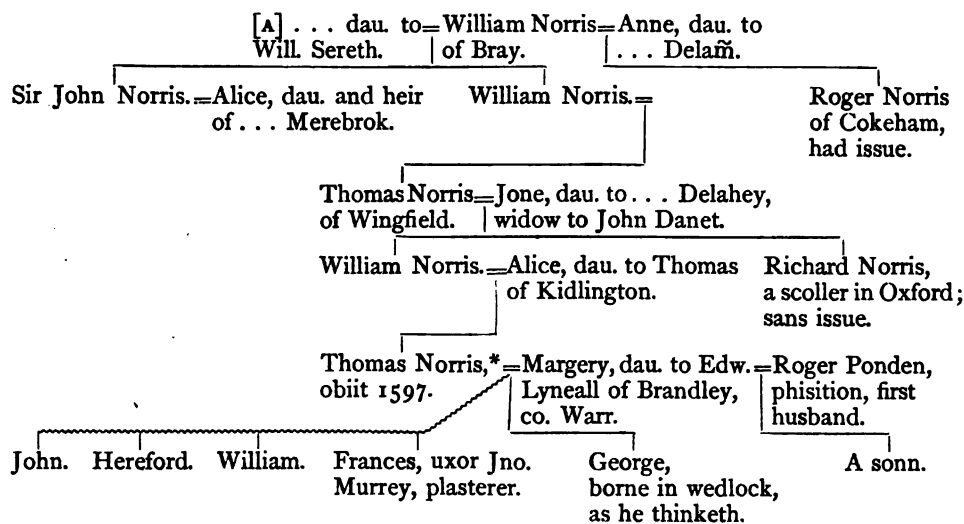 [A] . . . dau. to=William Norris=Anne, dau. to
Will. Sereth. of Bray. . . . Delam̃.
Sir John Norris.=Alice, dau. and heir William Norris.= Roger Norris
of . . . Merebrok. of Cokeham,
had issue.
Thomas Norris=Jone, dau. to . . . Delahey,
of Wingfield. widow to John Danet.
William Norris.=Alice, dau. to Thomas Richard Norris,
of Kidlington. a scoller in Oxford;
sans issue.
Thomas Norris,*=Margery, dau. to Edw.=Roger Ponden,
obiit 1597. Lyneall of Brandley, phisition, first
co. Warr. husband.
John. Hereford. William. Frances, uxor Jno. George, A sonn.
Murrey, plasterer. borne in wedlock,
as he thinketh.